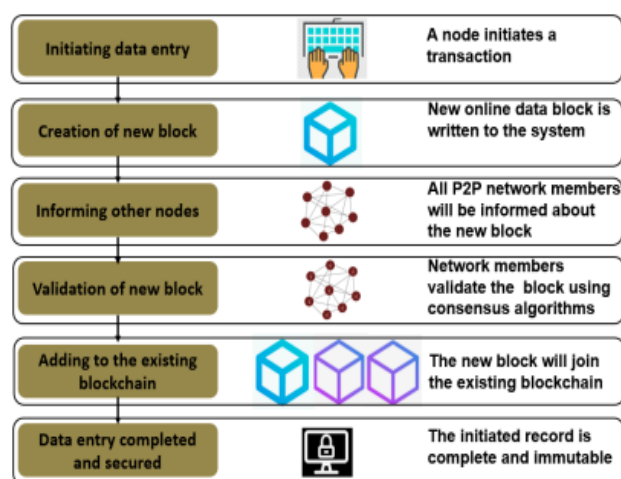 Initiating data entry
A node initiates a
transaction
Creation of new block
New online data block is
written to the system
Informing other nodes
All P2P network members
will be informed about
the new block
Validation of new block
Network members
validate the block using
consensus algorithms
Adding to the existing
blockchain
The new block will join
the existing blockchain
Data entry completed
and secured
The initiated record is
complete and immutable